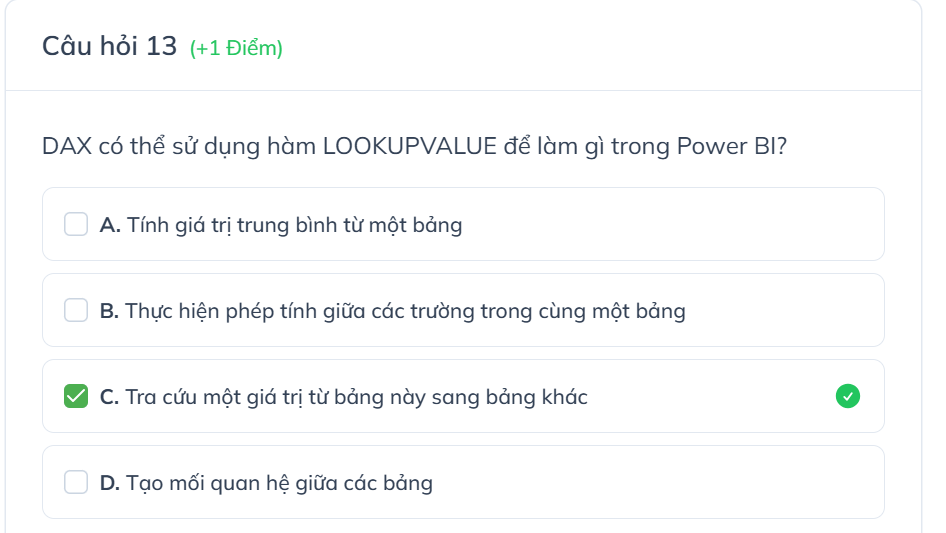 Câu hỏi 13 (+1 Điểm)
DAX có thể sử dụng hàm LOOKUPVALUE để làm gì trong Power BI?
A. Tính giá trị trung bình từ một bảng
B. Thực hiện phép tính giữa các trường trong cùng một bảng
C. Tra cứu một giá trị từ bảng này sang bảng khác
D. Tạo mối quan hệ giữa các bảng